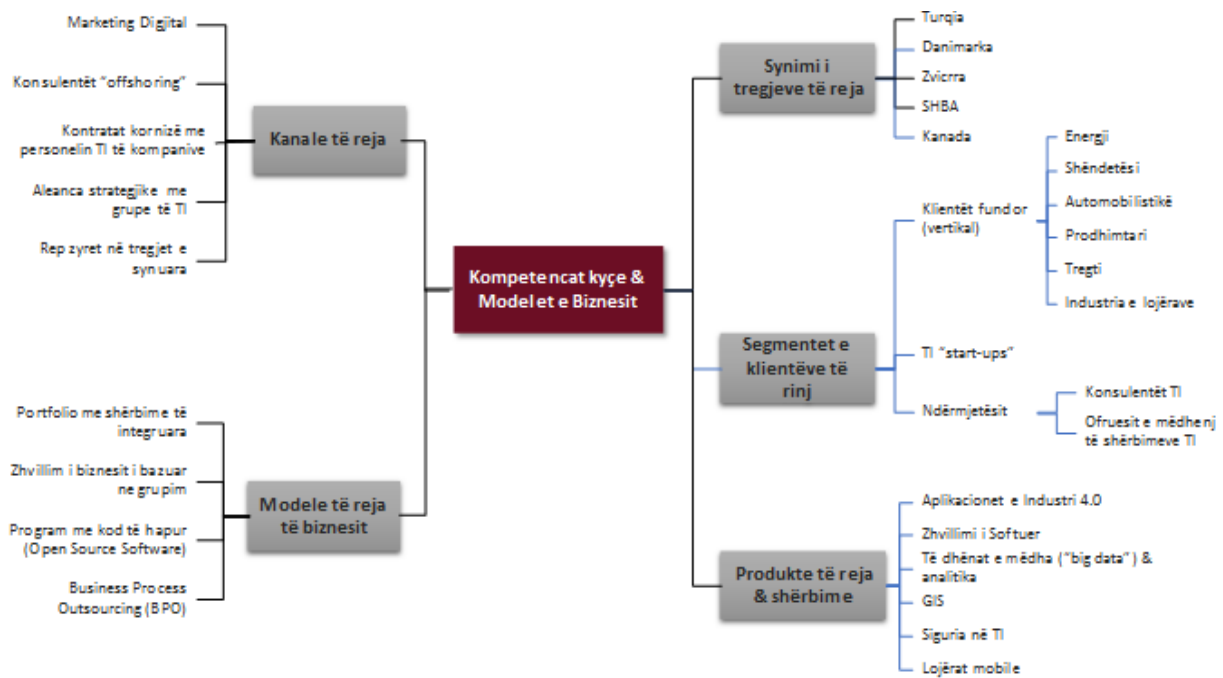 Marketing Digjital
Konsulentët “offshoring”
Kontratat kornizë me
personelin TI të kompanive
Aleanca strategjike me
grupe të TI
Rep zyret në tregjet e
synuara
Kanale të reja
Portfolio me shërbime të
integruara
Zhvillim i biznesit i bazuar
ne grupim
Program me kod të hapur
(Open Source Software)
Business Process
Outsourcing (BPO)
Modele të reja
të biznesit
Kompetencat kyçe &
Modelet e Biznesit
Synimi i
tregjeve të reja
Turqia
Danimarka
Zvicrra
SHBA
Kanada
Segmentet e
klientëve të
rinj
Klientët fundor
(vertikal)
Energji
Shëndetësi
Automobilistikë
Prodhimtari
Tregti
Industria e lojërave
TI “start-ups”
Ndërmjetësit
Konsulentët TI
Ofruesit e mëdhenj
të shërbimeve TI
Produkte të reja
& shërbime
Aplikacionet e Industri 4.0
Zhvillimi i Softuer
Të dhënat e mëdha (“big data”) &
analitika
GIS
Siguria në TI
Lojërat mobile